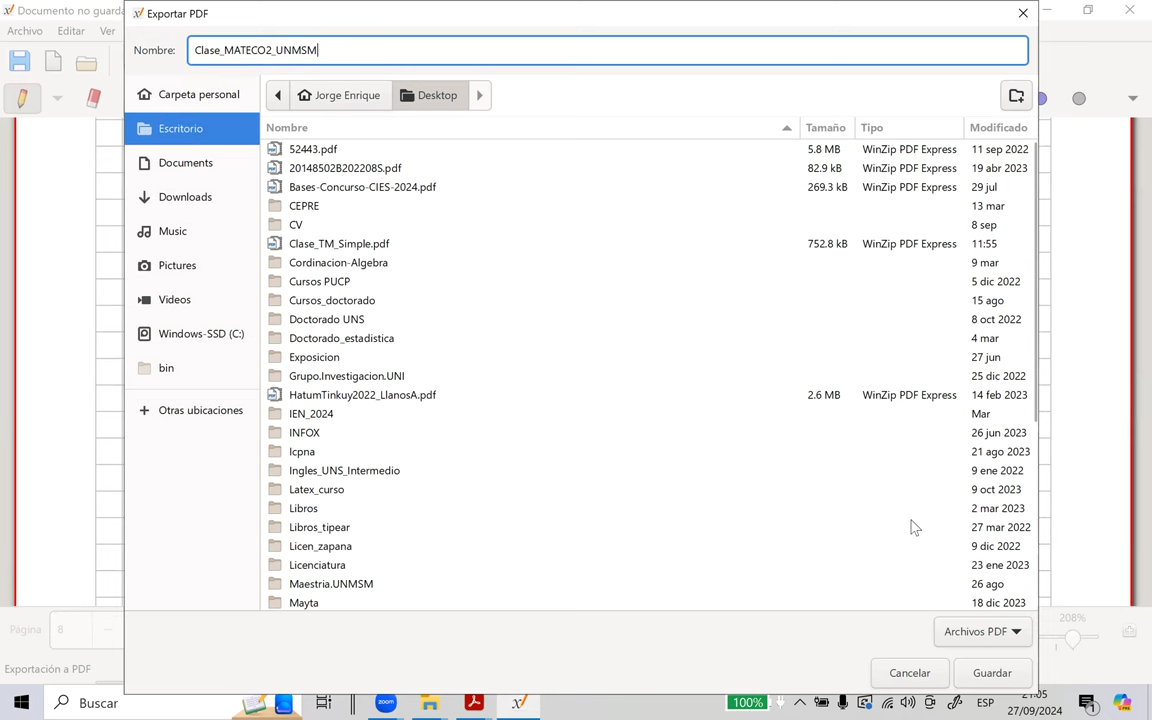 Documento no guarda
Exportar PDF
Archivo Editar Ver
Nombre: Clase_MATECO2_UNMSM
Carpeta personal
Escritorio
Documents
Downloads
Music
Pictures
Videos
Windows-SSD (C:)
bin
Otras ubicaciones
Jorge Enrique Desktop
Nombre Tamaño Tipo Modificado
52443.pdf 5.8 MB WinZip PDF Express 11 sep 2022
20148502B202208S.pdf 82.9 kB WinZip PDF Express 19 abr 2023
Bases-Concurso-CIES-2024.pdf 269.3 kB WinZip PDF Express 29 jul
CEPRE 13 mar
CV 8 sep
Clase_TM_Simple.pdf 752.8 kB WinZip PDF Express 11:55
Cordinacion-Algebra 9 mar
Cursos PUCP 5 dic 2022
Cursos_doctorado 15 ago
Doctorado UNS 8 oct 2022
Doctorado_estadistica 4 mar
Exposicion 27 jun
Grupo.Investigacion.UNI 25 dic 2022
HatumTinkuy2022_LlanosA.pdf 2.6 MB WinZip PDF Express 14 feb 2023
IEN_2024 Mar
INFOX 26 jun 2023
Icpna 21 ago 2023
Ingles_UNS_Intermedio 9 ene 2022
Latex_curso 9 oct 2023
Libros 2 mar 2023
Libros_tipear 27 mar 2022
Licen_zapana 9 dic 2022
Licenciatura 23 ene 2023
Maestria.UNMSM 26 ago
Mayta 18 dic 2023
Archivos PDF
Cancelar Guardar
Página 8
208%
Exportación a PDF
Buscar
zoom
100%
ESP
21:05
27/09/2024
1